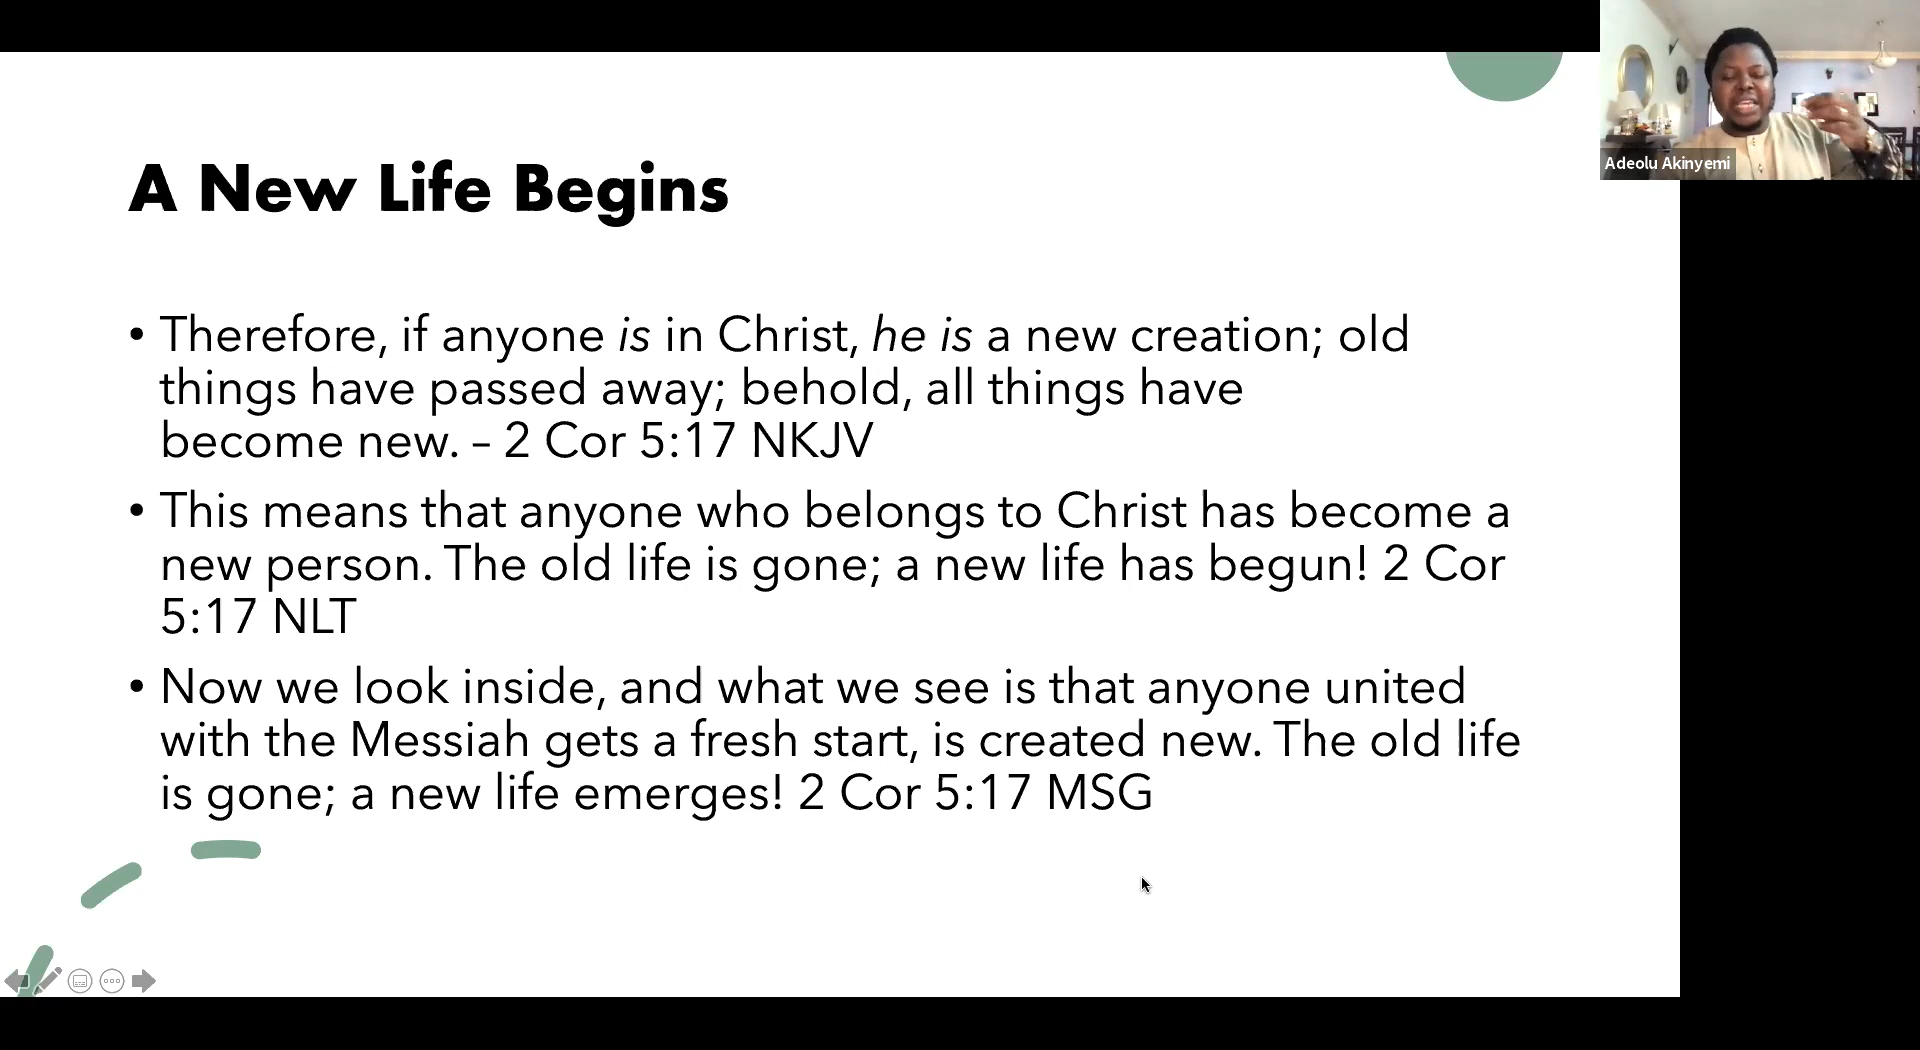 A New Life Begins
• Therefore, if anyone is in Christ, he is a new creation; old
things have passed away; behold, all things have
become new. – 2 Cor 5:17 NKJV
• This means that anyone who belongs to Christ has become a
new person. The old life is gone; a new life has begun! 2 Cor
5:17 NLT
• Now we look inside, and what we see is that anyone united
with the Messiah gets a fresh start, is created new. The old life
is gone; a new life emerges! 2 Cor 5:17 MSG
Adeolu Akinyemi